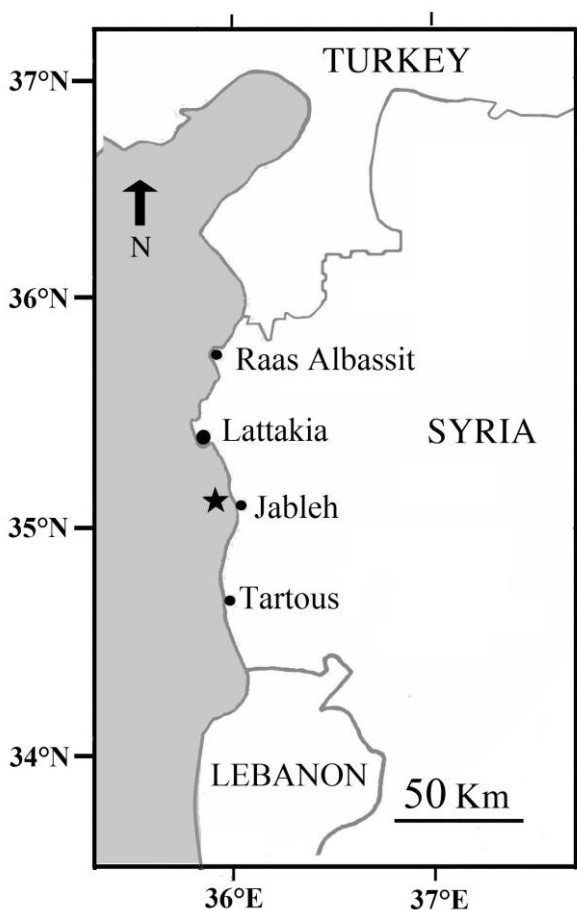 TURKEY
37°N
N
36°N
Raas Albassit
Lattakia
SYRIA
35°N
Jableh
Tartous
34°N
LEBANON
50 Km
36°E
37°E